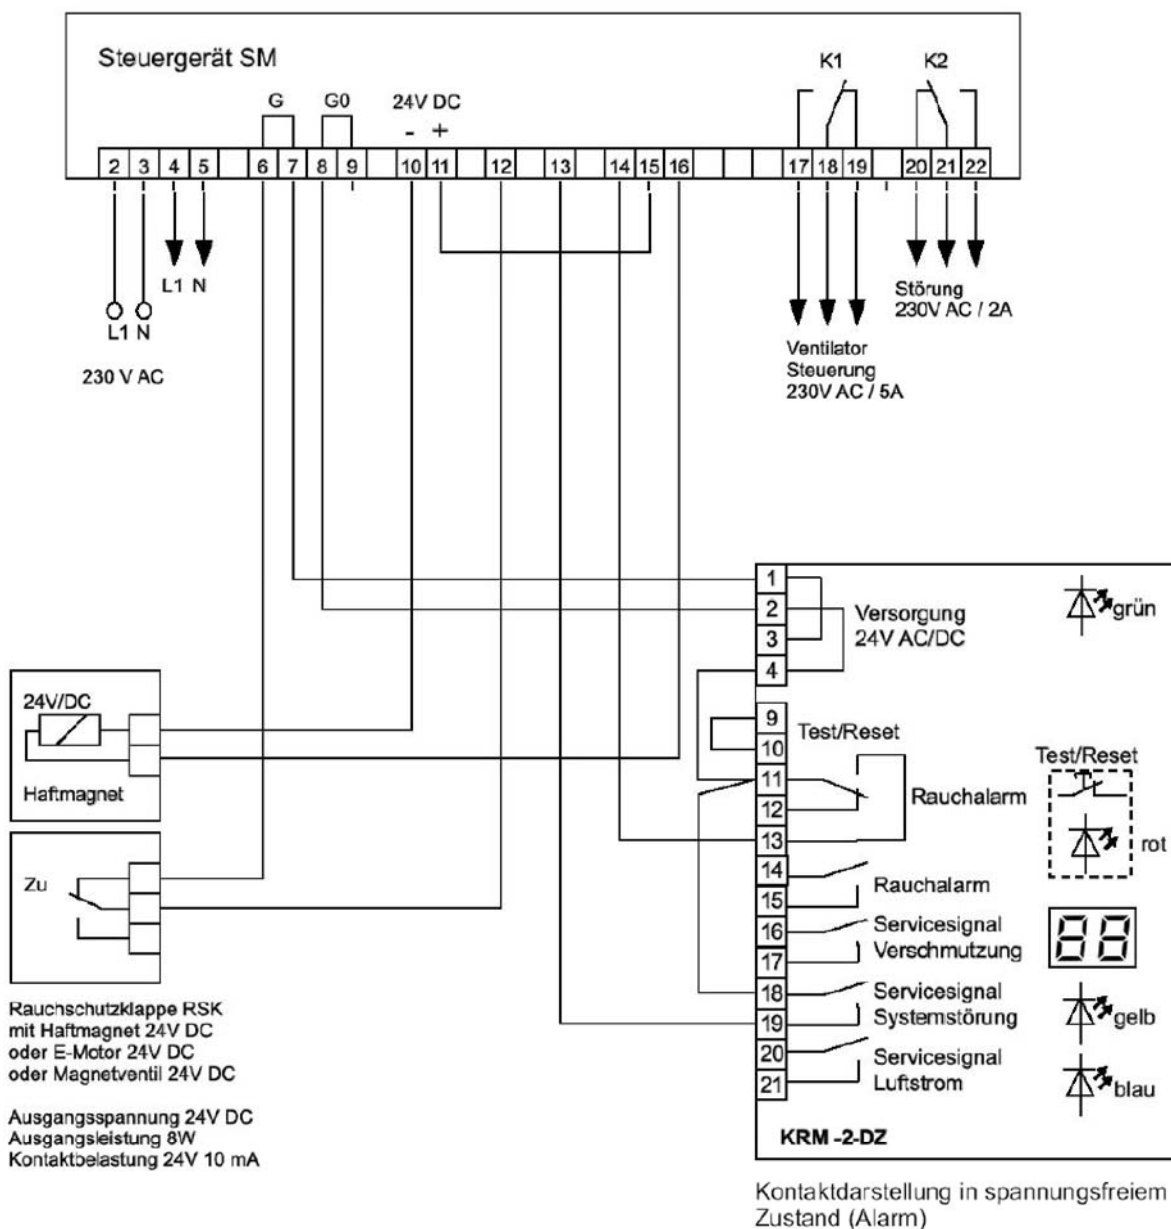 Steuergerät SM
K1
K2
G
G0
24V DC
- +
2 3 4 5 6 7 8 9 10 11 12 13 14 15 16 17 18 19 20 21 22
L1 N
L1 N
230 V AC
Störung
230V AC / 2A
Ventilator
Steuerung
230V AC / 5A
1
2
3
4
Versorgung
24V AC/DC
grün
24V/DC
Haftmagnet
9
10
11
12
13
14
15
16
17
18
19
20
21
Test/Reset
Rauchalarm
Test/Reset
rot
Zu
Rauchalarm
Servicesignal
Verschmutzung
88
Servicesignal
Systemstörung
gelb
Servicesignal
Luftstrom
blau
KRM -2-DZ
Rauchschutzklappe RSK
mit Haftmagnet 24V DC
oder E-Motor 24V DC
oder Magnetventil 24V DC
Ausgangsspannung 24V DC
Ausgangsleistung 8W
Kontaktbelastung 24V 10 mA
Kontaktdarstellung in spannungsfreiem
Zustand (Alarm)